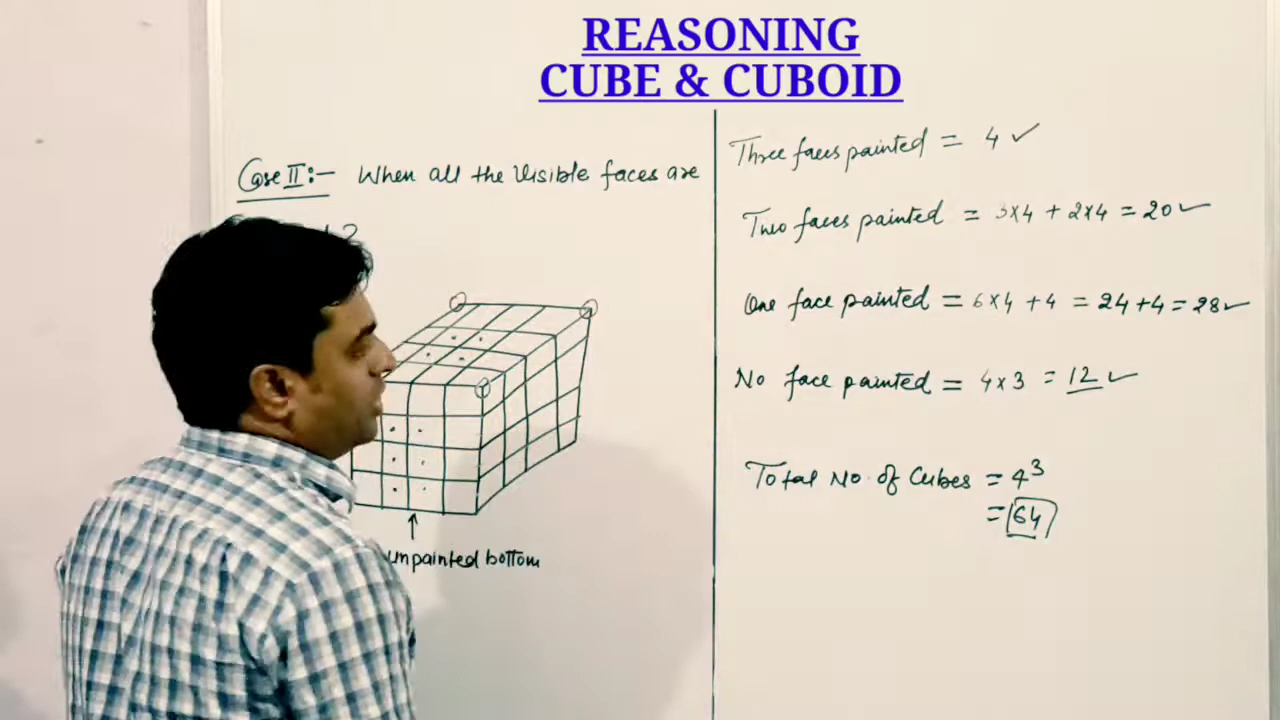 REASONING
CUBE & CUBOID
Case II:- When all the visible faces are
Three faces painted = 4 ✓
Two faces painted = 3x4 + 2x4 = 20 ✓
One face painted = 6x4 + 4 = 24+4 = 28 ✓
No face painted = 4x3 = 12 ✓
Total No. of Cubes = 4³
= 64
unpainted bottom